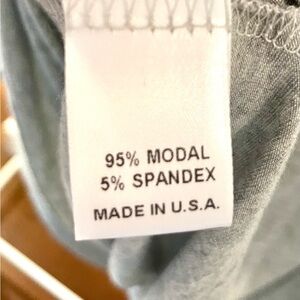 95% MODAL
5% SPANDEX
MADE IN U.S.A.